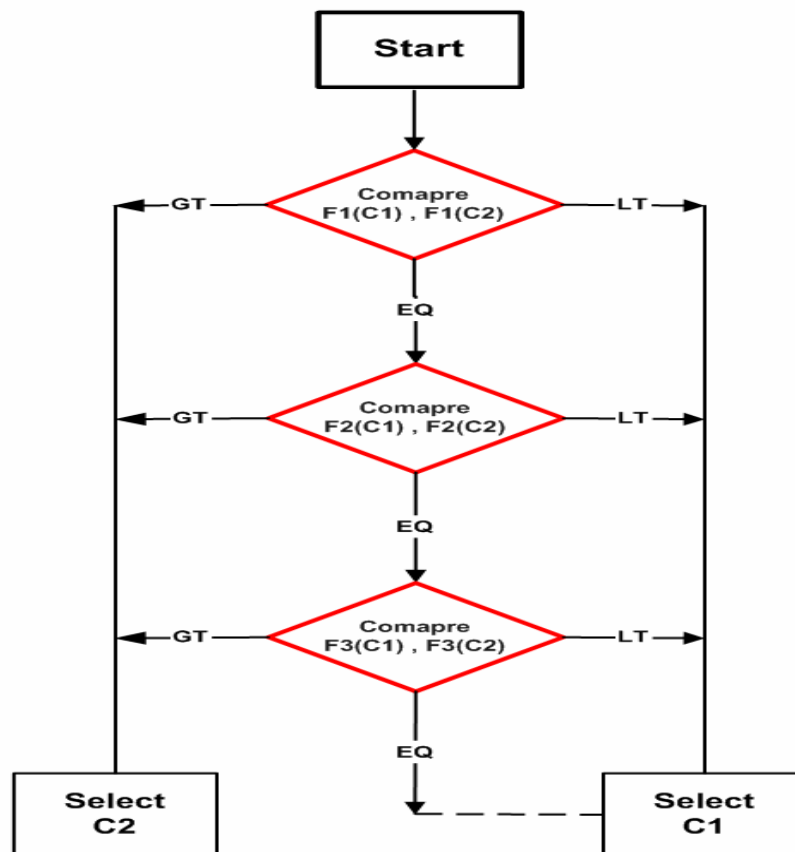 Start
Comapre
F1(C1) , F1(C2)
GT
LT
EQ
Comapre
F2(C1) , F2(C2)
GT
LT
EQ
Comapre
F3(C1) , F3(C2)
GT
LT
EQ
Select
C2
Select
C1